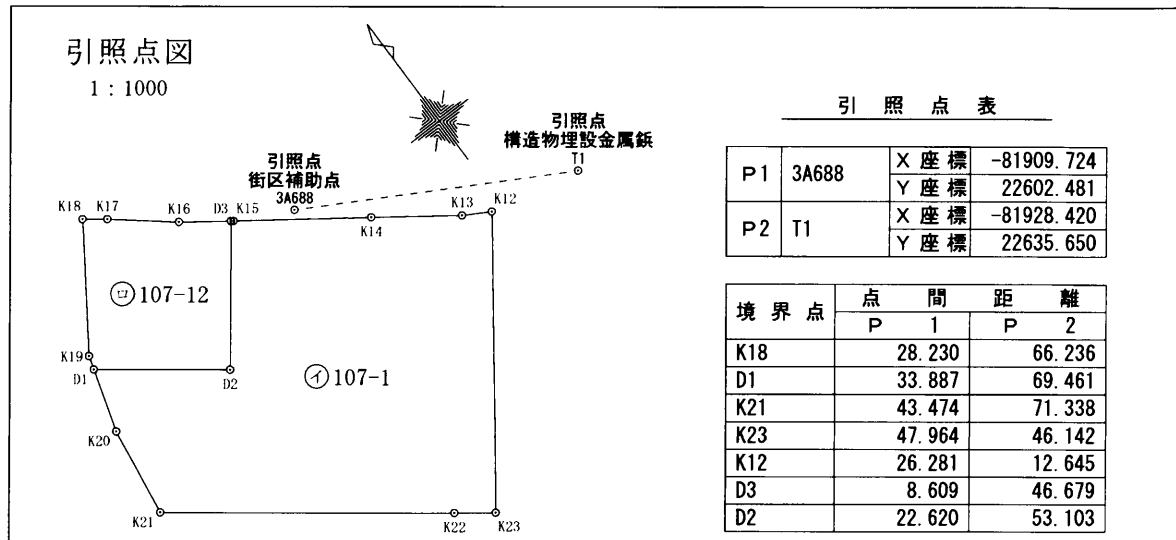 引照点図
1 : 1000
引照点
構造物埋設金属鋲
T1
引照点
街区補助点
3A688
K18 K17 K16 D3 K15 K14 K13 K12
ロ 107-12
イ 107-1
K19
D1
D2
K20
K21
K22
K23
引照点表
P1 3A688 X座標 -81909.724
Y座標 22602.481
P2 T1 X座標 -81928.420
Y座標 22635.650
境界点 点間距離
P 1 P 2
K18 28.230 66.236
D1 33.887 69.461
K21 43.474 71.338
K23 47.964 46.142
K12 26.281 12.645
D3 8.609 46.679
D2 22.620 53.103